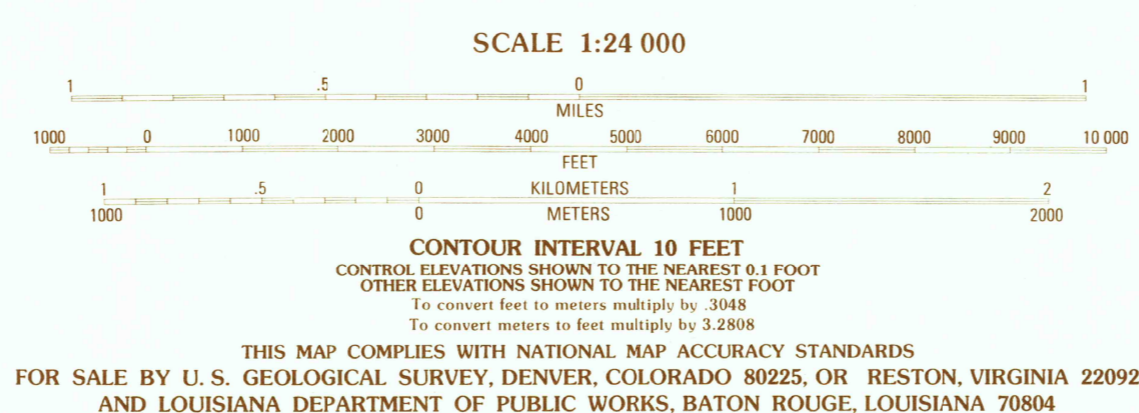 SCALE 1:24 000
1 .5 0 1
MILES
1000 0 1000 2000 3000 4000 5000 6000 7000 8000 9000 10 000
FEET
1 .5 0 KILOMETERS 1 2
1000 0 METERS 1000 2000
CONTOUR INTERVAL 10 FEET
CONTROL ELEVATIONS SHOWN TO THE NEAREST 0.1 FOOT
OTHER ELEVATIONS SHOWN TO THE NEAREST FOOT
To convert feet to meters multiply by .3048
To convert meters to feet multiply by 3.2808
THIS MAP COMPLIES WITH NATIONAL MAP ACCURACY STANDARDS
FOR SALE BY U. S. GEOLOGICAL SURVEY, DENVER, COLORADO 80225, OR RESTON, VIRGINIA 22092
AND LOUISIANA DEPARTMENT OF PUBLIC WORKS, BATON ROUGE, LOUISIANA 70804